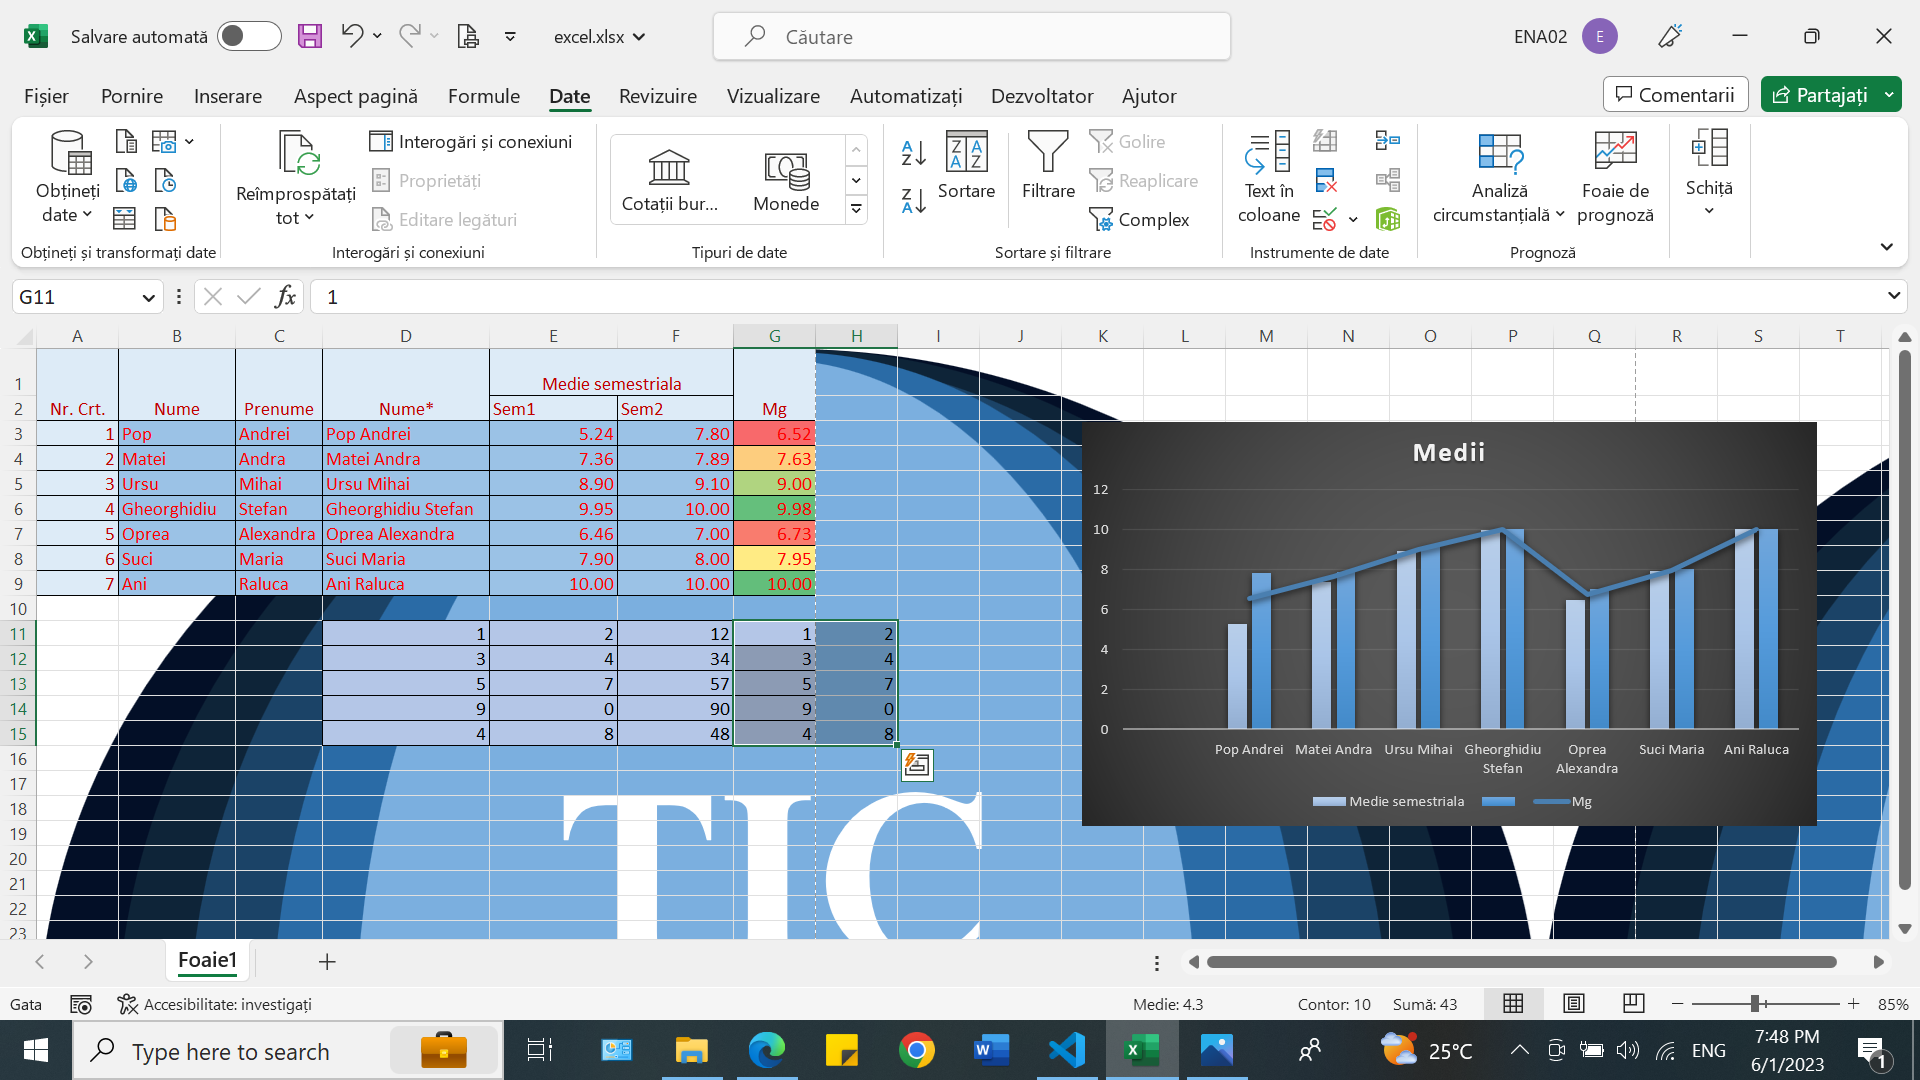 Salvare automată
excel.xlsx
Căutare
ENA02
E
Fișier Pornire Inserare Aspect pagină Formule Date Revizuire Vizualizare Automatizați Dezvoltator Ajutor
Comentarii
Partajați
Obțineți date
Obțineți și transformați date
Reîmprospătați tot
Interogări și conexiuni
Proprietăți
Editare legături
Interogări și conexiuni
Cotații bur...
Monede
Tipuri de date
Sortare
Filtrare
Golire
Reaplicare
Complex
Sortare și filtrare
Text în coloane
Instrumente de date
Analiză circumstanțială
Foaie de prognoză
Prognoză
Schiță
G11
fx
1
A B C D E F G H I J K L M N O P Q R S T
1 Medie semestriala
2 Nr. Crt. Nume Prenume Nume* Sem1 Sem2 Mg
3 1 Pop Andrei Pop Andrei 5.24 7.80 6.52
4 2 Matei Andra Matei Andra 7.36 7.89 7.63
5 3 Ursu Mihai Ursu Mihai 8.90 9.10 9.00
6 4 Gheorghidiu Stefan Gheorghidiu Stefan 9.95 10.00 9.98
7 5 Oprea Alexandra Oprea Alexandra 6.46 7.00 6.73
8 6 Suci Maria Suci Maria 7.90 8.00 7.95
9 7 Ani Raluca Ani Raluca 10.00 10.00 10.00
10
11 1 2 12 1 2
12 3 4 34 3 4
13 5 7 57 5 7
14 9 0 90 9 0
15 4 8 48 4 8
16
17
18
19
20
21
22
23
TIC
Medii
12
10
8
6
4
2
0
Pop Andrei Matei Andra Ursu Mihai Gheorghidiu Stefan Oprea Alexandra Suci Maria Ani Raluca
Medie semestriala Mg
Foaie1
Gata
Accesibilitate: investigați
Medie: 4.3 Contor: 10 Sumă: 43
85%
Type here to search
25°C
ENG
7:48 PM
6/1/2023
1